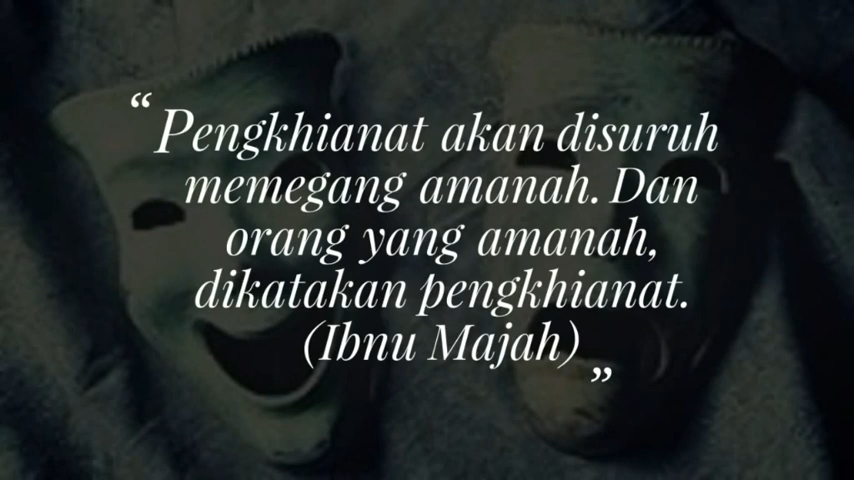 “ Pengkhianat akan disuruh
memegang amanah. Dan
orang yang amanah,
dikatakan pengkhianat.
(Ibnu Majah)
”